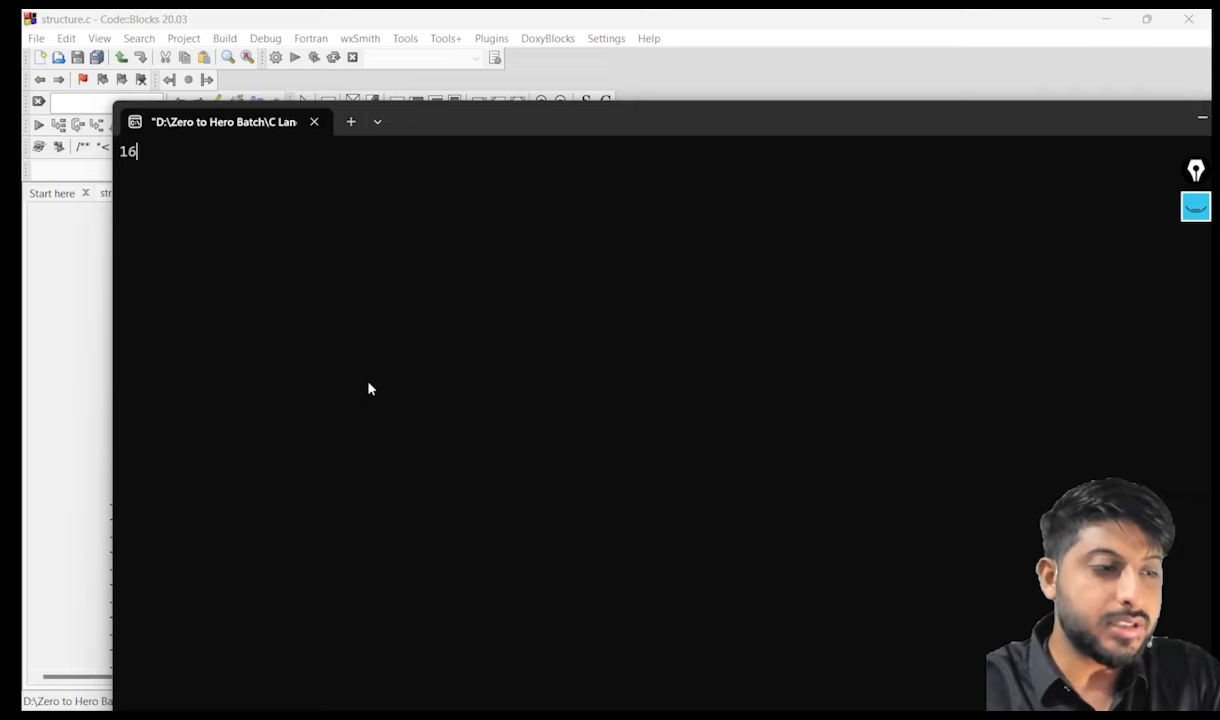 structure.c - Code::Blocks 20.03
File Edit View Search Project Build Debug Fortran wxSmith Tools Tools+ Plugins DoxyBlocks Settings Help
/** *<
"D:\Zero to Hero Batch\C Lan
16
Start here
str
D:\Zero to Hero Ba